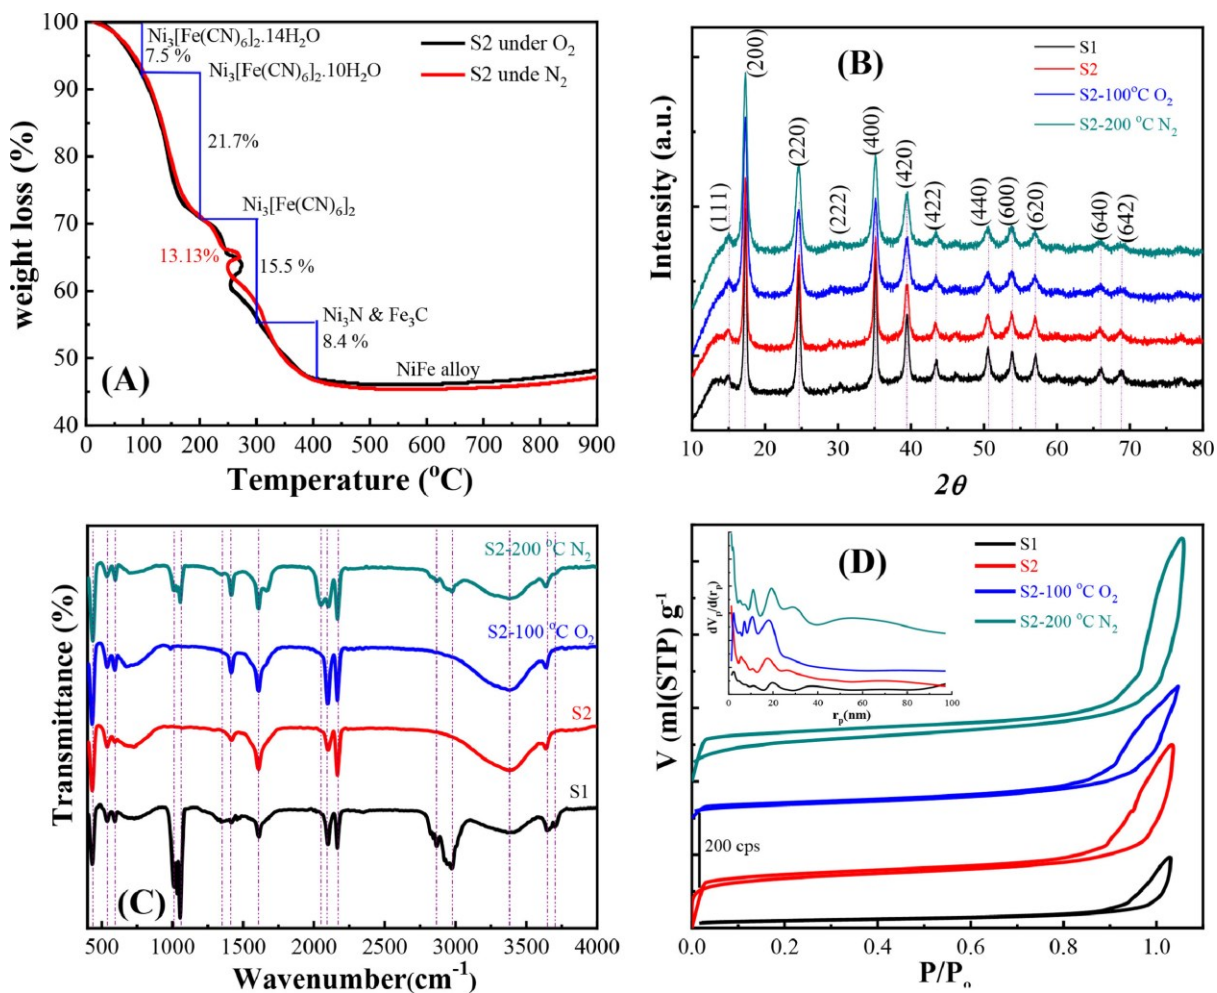 (A)
Ni3[Fe(CN)6]2.14H2O
7.5 %
Ni3[Fe(CN)6]2.10H2O
S2 under O2
S2 unde N2
21.7%
Ni3[Fe(CN)6]2
13.13%
15.5 %
Ni3N & Fe3C
8.4 %
NiFe alloy
weight loss (%)
100
90
80
70
60
50
40
0 100 200 300 400 500 600 700 800 900
Temperature (°C)
(B)
S1
S2
S2-100°C O2
S2-200 °C N2
(111)
(200)
(220)
(222)
(400)
(420)
(422)
(440)
(600)
(620)
(640)
(642)
Intensity (a.u.)
10 20 30 40 50 60 70 80
2θ
(C)
S2-200 °C N2
S2-100 °C O2
S2
S1
Transmittance (%)
500 1000 1500 2000 2500 3000 3500 4000
Wavenumber(cm-1)
(D)
S1
S2
S2-100 °C O2
S2-200 °C N2
dVp/d(rp
0 20 40 60 80 100
rp(nm)
200 cps
V (ml(STP) g-1
0.0 0.2 0.4 0.6 0.8 1.0
P/Po